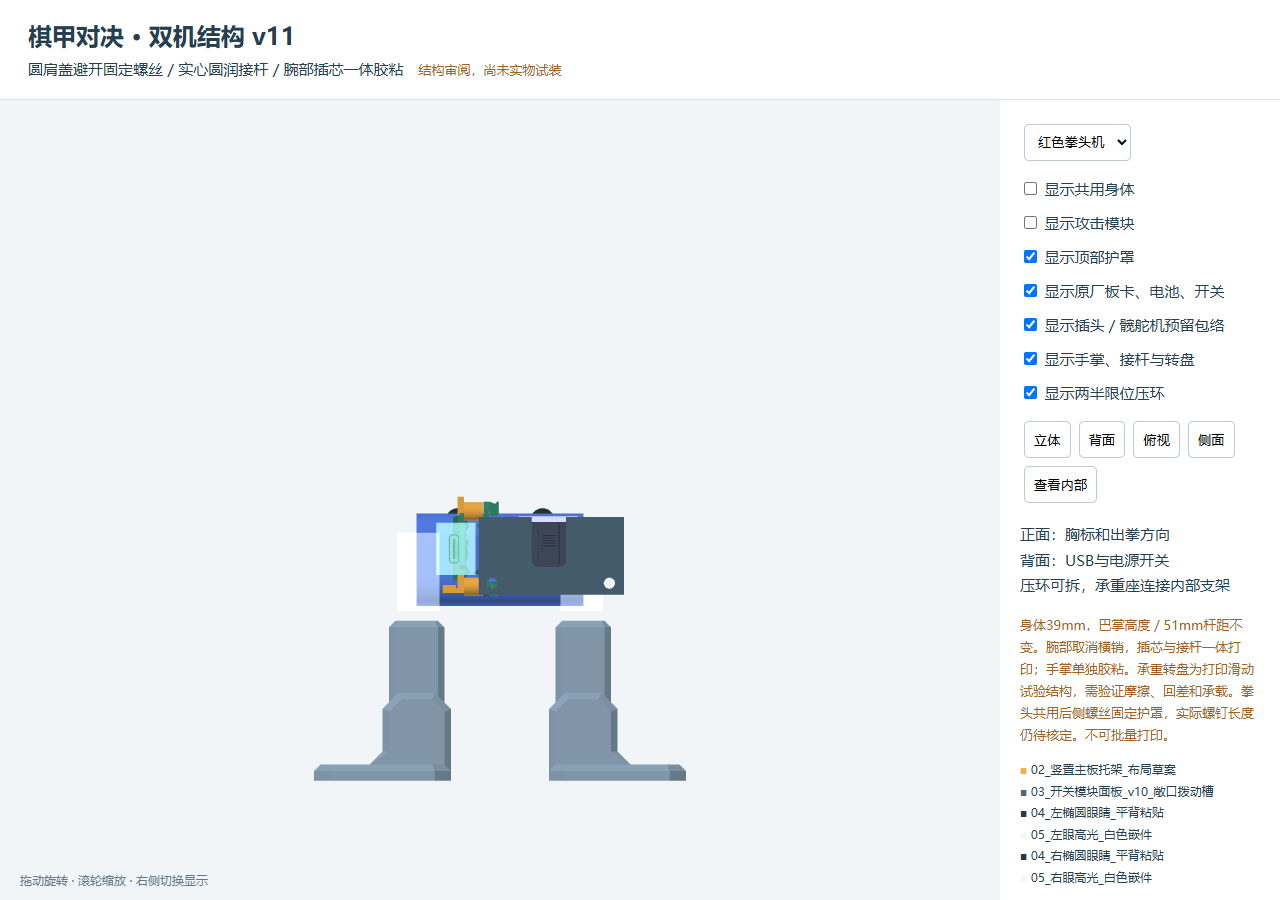 棋甲对决 · 双机结构 v11
圆肩盖避开固定螺丝 / 实心圆润接杆 / 腕部插芯一体胶粘 结构审阅，尚未实物试装
红色拳头机
显示共用身体
显示攻击模块
显示顶部护罩
显示原厂板卡、电池、开关
显示插头 / 髋舵机预留包络
显示手掌、接杆与转盘
显示两半限位压环
立体 背面 俯视 侧面
查看内部
正面：胸标和出拳方向
背面：USB与电源开关
压环可拆，承重座连接内部支架
身体39mm，巴掌高度 / 51mm杆距不
变。腕部取消横销，插芯与接杆一体打
印；手掌单独胶粘。承重转盘为打印滑动
试验结构，需验证摩擦、回差和承载。拳
头共用后侧螺丝固定护罩，实际螺钉长度
仍待核定。不可批量打印。
02_竖置主板托架_布局草案
03_开关模块面板_v10_敞口拨动槽
04_左椭圆眼睛_平背粘贴
05_左眼高光_白色嵌件
04_右椭圆眼睛_平背粘贴
05_右眼高光_白色嵌件
拖动旋转 · 滚轮缩放 · 右侧切换显示